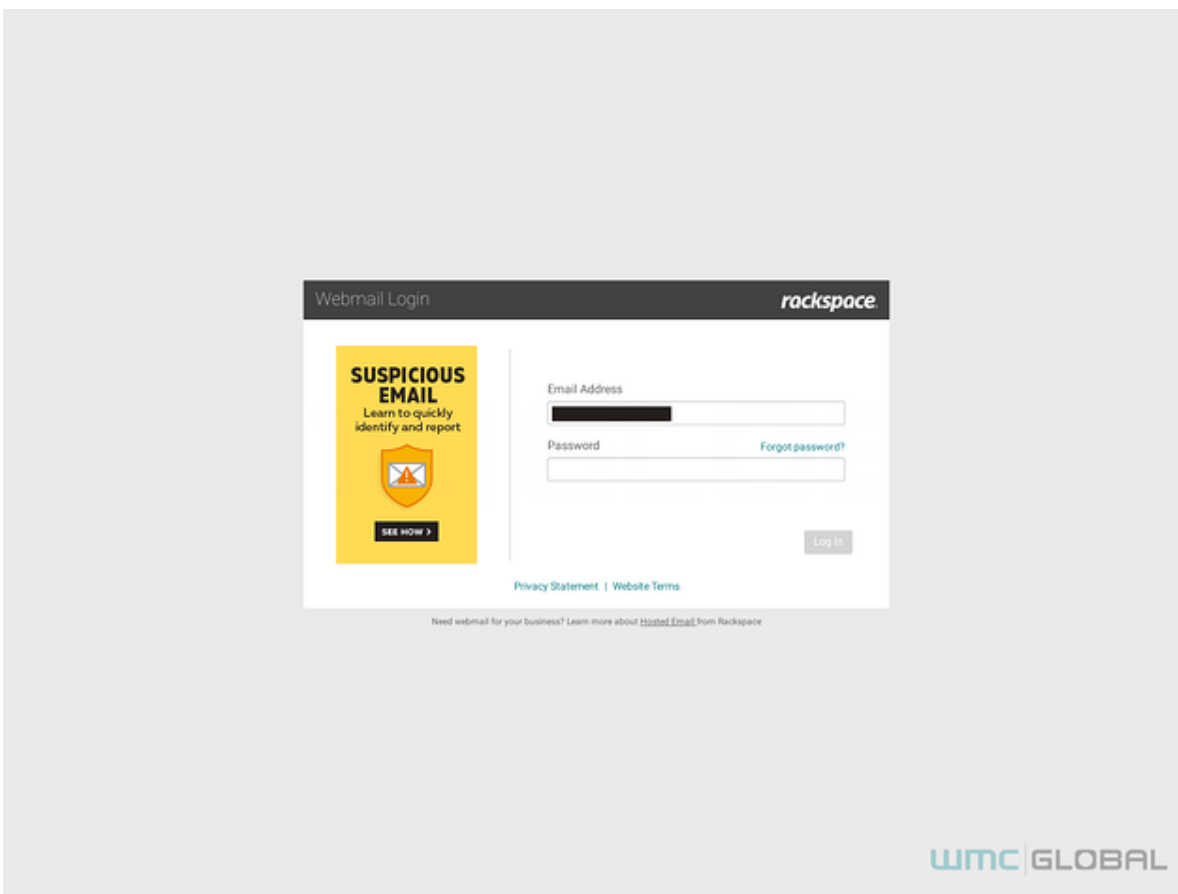 Webmail Login
rackspace.
SUSPICIOUS
EMAIL
Learn to quickly
identify and report
SEE HOW >
Email Address
Password
Forgot password?
Log In
Privacy Statement | Website Terms
Need webmail for your business? Learn more about Hosted Email from Rackspace
WMC GLOBAL
WMC GLOBAL